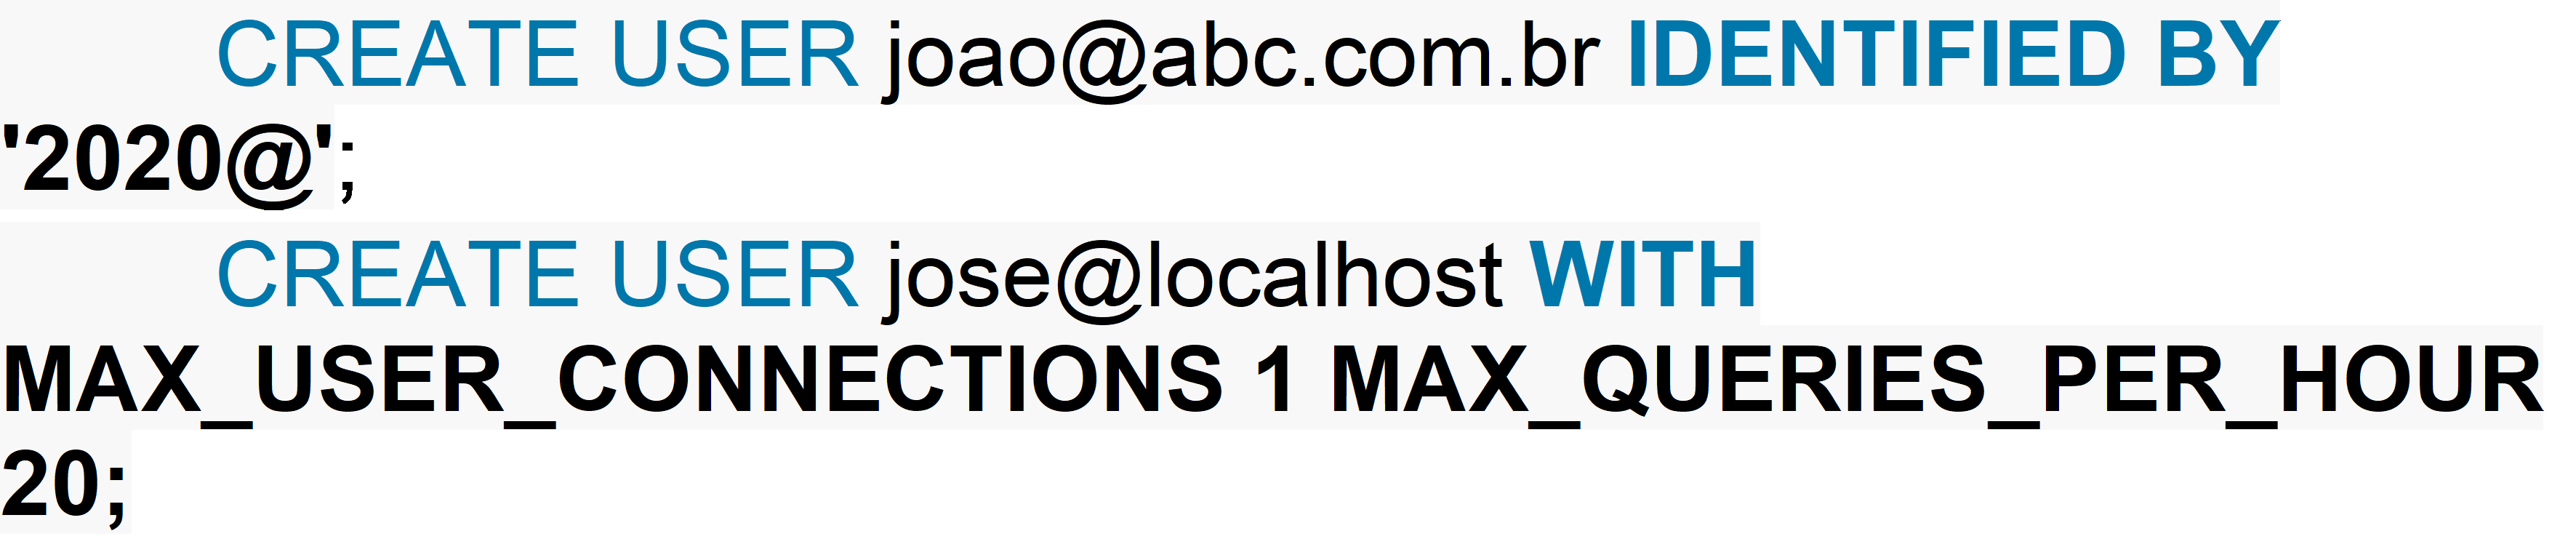 CREATE USER joao@abc.com.br IDENTIFIED BY
'2020@';
CREATE USER jose@localhost WITH
MAX_USER_CONNECTIONS 1 MAX_QUERIES_PER_HOUR
20;